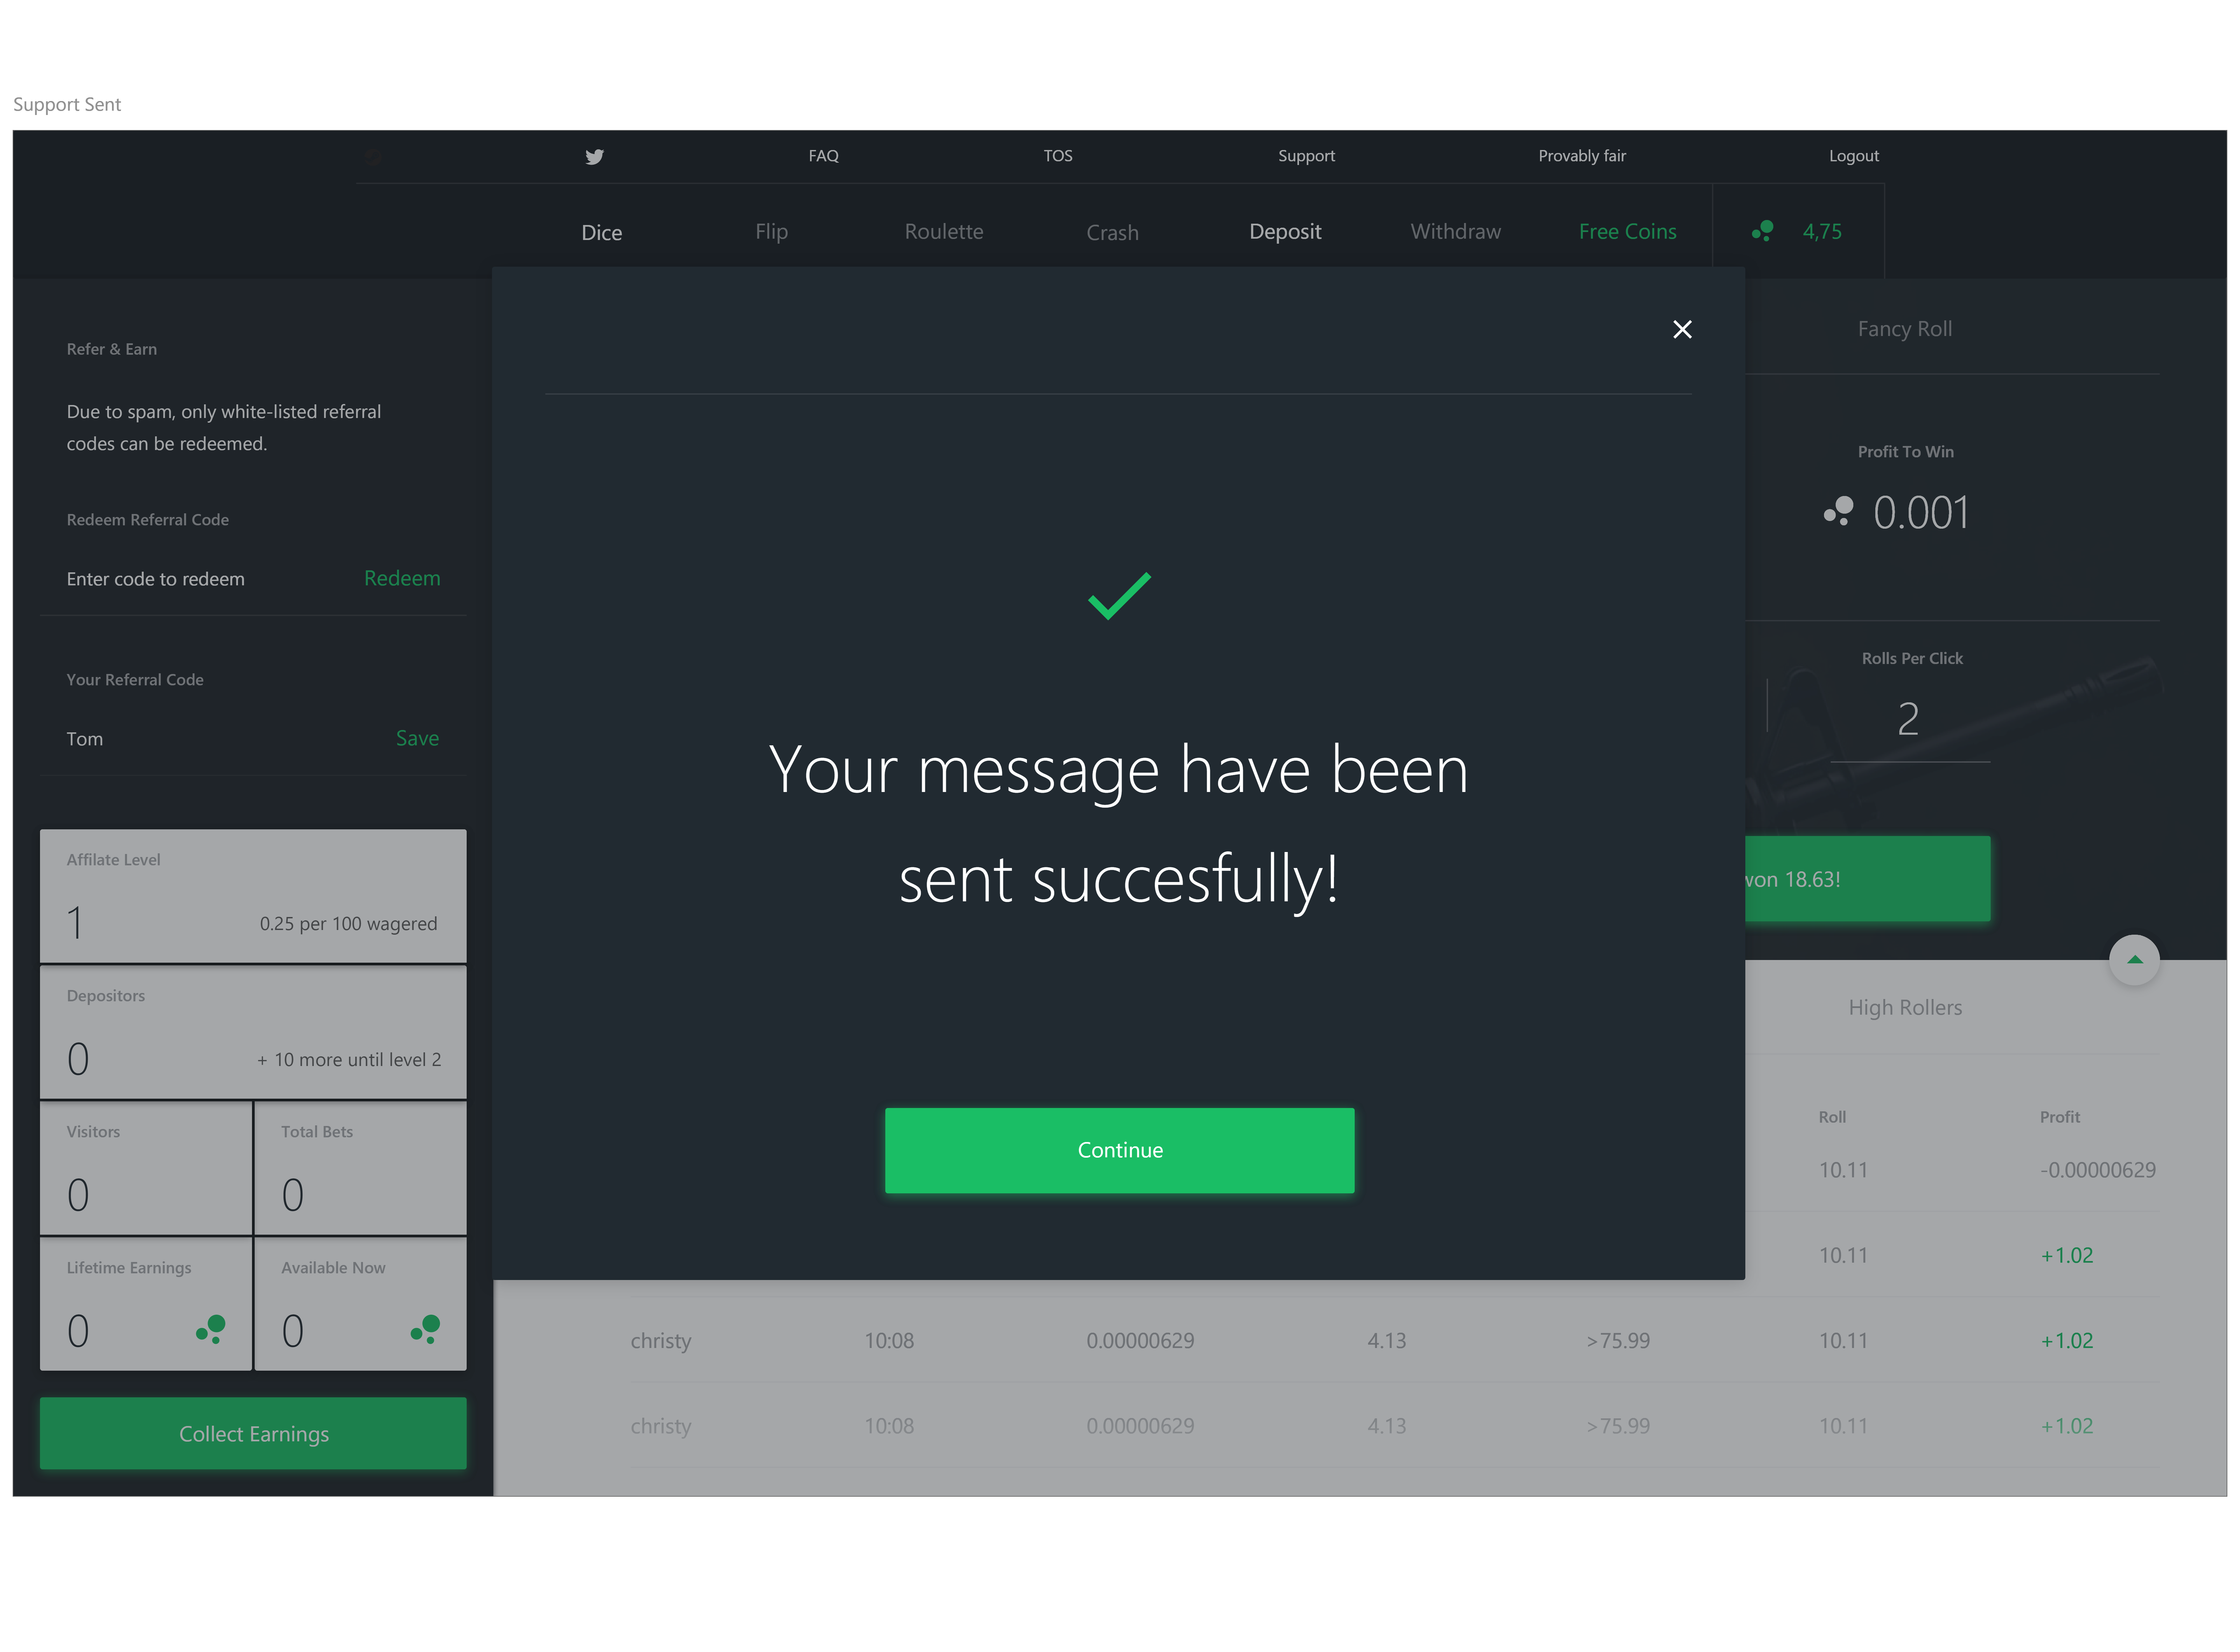 Support Sent
FAQ
TOS
Support
Provably fair
Logout
Dice
Flip
Roulette
Crash
Deposit
Withdraw
Free Coins
4,75
Refer & Earn
Due to spam, only white-listed referral
codes can be redeemed.
Redeem Referral Code
Enter code to redeem
Redeem
Your Referral Code
Tom
Save
Affilate Level
1
0.25 per 100 wagered
Depositors
0
+ 10 more until level 2
Visitors
0
Total Bets
0
Lifetime Earnings
0
Available Now
0
Collect Earnings
Your message have been
sent succesfully!
Continue
Fancy Roll
Profit To Win
0.001
Rolls Per Click
2
won 18.63!
High Rollers
Roll Profit
10.11 -0.00000629
10.11 +1.02
christy 10:08 0.00000629 4.13 >75.99 10.11 +1.02
christy 10:08 0.00000629 4.13 >75.99 10.11 +1.02